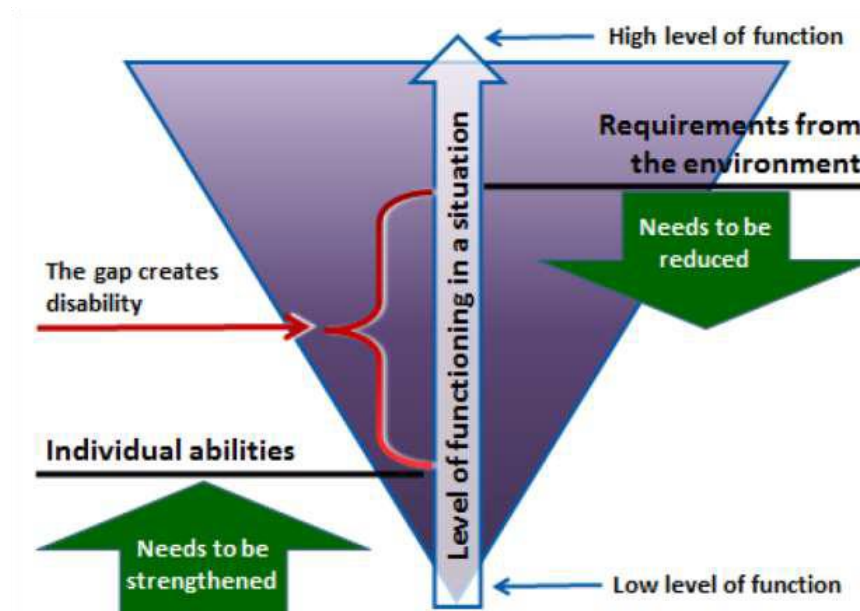 High level of function
Requirements from
the environment
Needs to be
reduced
The gap creates
disability
Level of functioning in a situation
Individual abilities
Needs to be
strengthened
Low level of function